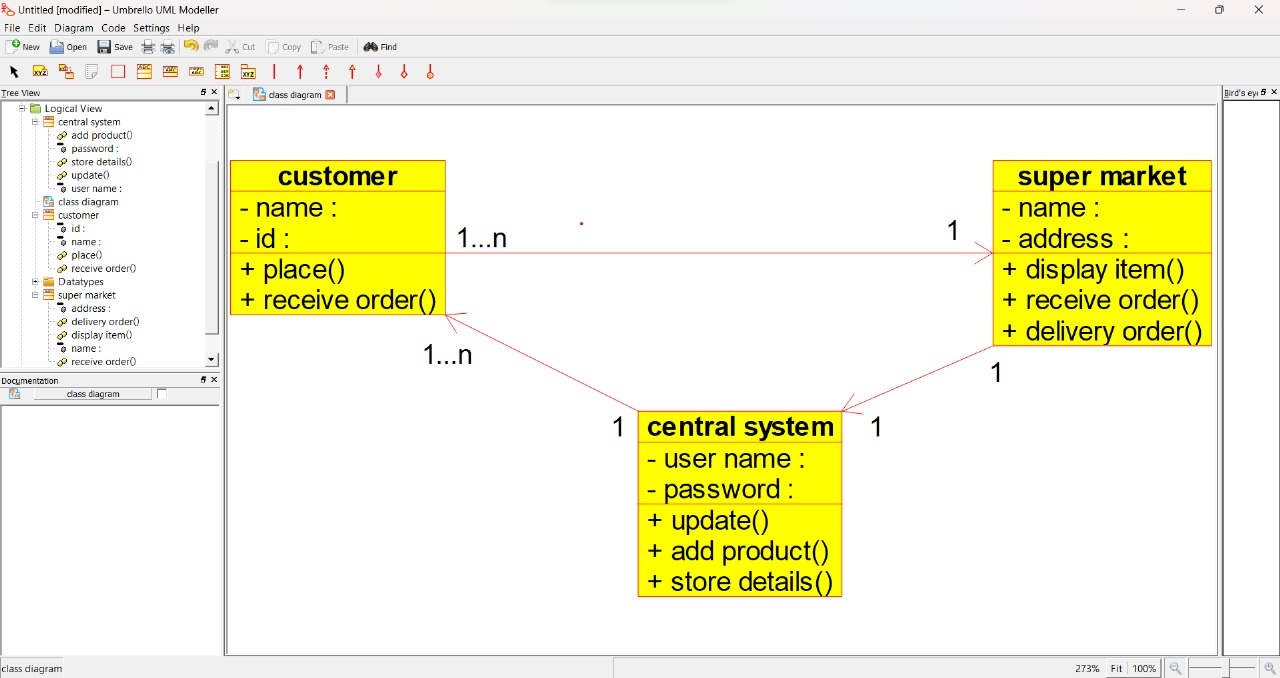 Untitled [modified] – Umbrello UML Modeller
File Edit Diagram Code Settings Help
New Open Save Cut Copy Paste Find
Tree View
class diagram
Bird's eye
Logical View
central system
add product()
password :
store details()
update()
user name :
class diagram
customer
id :
name :
place()
receive order()
Datatypes
super market
address :
delivery order()
display item()
name :
receive order()
Documentation
class diagram
customer
- name :
- id :
+ place()
+ receive order()
1...n
1
super market
- name :
- address :
+ display item()
+ receive order()
+ delivery order()
1...n
1
1
1
central system
- user name :
- password :
+ update()
+ add product()
+ store details()
class diagram
273% Fit 100%